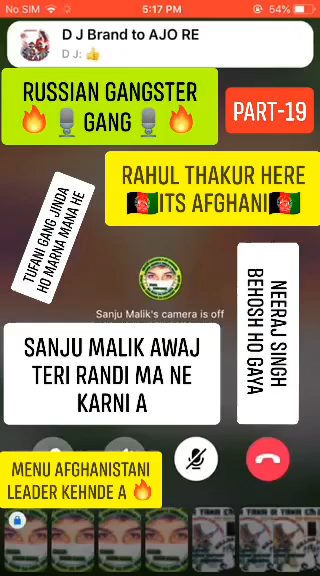 No SIM
5:17 PM
54%
D J Brand to AJO RE
D J: 👍
RUSSIAN GANGSTER
🔥🎙️GANG🎙️🔥
PART-19
RAHUL THAKUR HERE
🇦🇫ITS AFGHANI🇦🇫
TUFANI GANG JINDA
HO MARNA MANA HE
NEERAJ SINGH
BEHOSH HO GAYA
Sanju Malik's camera is off
SANJU MALIK AWAJ
TERI RANDI MA NE
KARNI A
MENU AFGHANISTANI
LEADER KEHNDE A 🔥